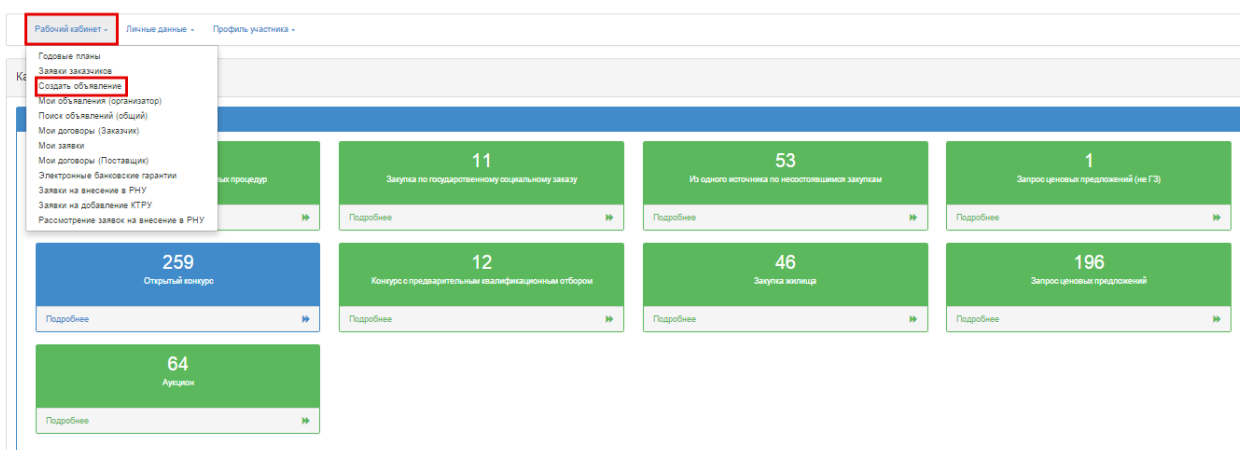 Рабочий кабинет
Личные данные
Профиль участника
Годовые планы
Заявки заказчиков
Создать объявление
Мои объявления (организатор)
Поиск объявлений (общий)
Мои договоры (Заказчик)
Мои заявки
Мои договоры (Поставщик)
Электронные банковские гарантии
Заявки на внесение в РНУ
Заявки на добавление КТРУ
Рассмотрение заявок на внесение в РНУ
Ка
ых процедур
11
Закупка по государственному социальному заказу
Подробнее
53
Из одного источника по несостоявшимся закупкам
Подробнее
1
Запрос ценовых предложений (не ГЗ)
Подробнее
259
Открытый конкурс
Подробнее
12
Конкурс с предварительным квалификационным отбором
Подробнее
46
Закупка жилища
Подробнее
196
Запрос ценовых предложений
Подробнее
64
Аукцион
Подробнее